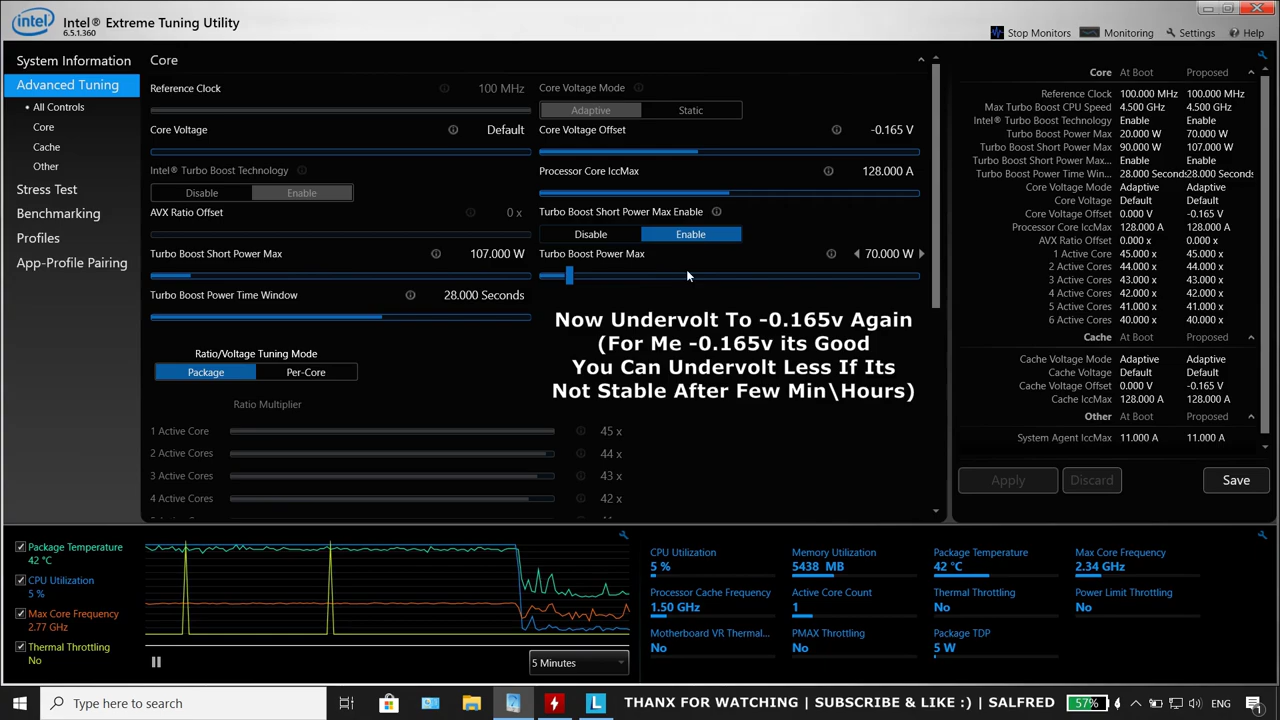 intel
Intel® Extreme Tuning Utility
6.5.1.360
Stop Monitors
Monitoring
Settings
Help
System Information
Advanced Tuning
• All Controls
Core
Cache
Other
Stress Test
Benchmarking
Profiles
App-Profile Pairing
Core
Reference Clock 100 MHz
Core Voltage Mode
Adaptive Static
Core Voltage Default
Core Voltage Offset -0.165 V
Intel® Turbo Boost Technology
Disable Enable
Processor Core IccMax 128.000 A
AVX Ratio Offset 0 x
Turbo Boost Short Power Max Enable
Disable Enable
Turbo Boost Short Power Max 107.000 W
Turbo Boost Power Max 70.000 W
Turbo Boost Power Time Window 28.000 Seconds
Now Undervolt To -0.165v Again
(For Me -0.165v its Good
You Can Undervolt Less If Its
Not Stable After Few Min\Hours)
Ratio/Voltage Tuning Mode
Package Per-Core
Ratio Multiplier
1 Active Core 45 x
2 Active Cores 44 x
3 Active Cores 43 x
4 Active Cores 42 x
Core At Boot Proposed
Reference Clock 100.000 MHz 100.000 MHz
Max Turbo Boost CPU Speed 4.500 GHz 4.500 GHz
Intel® Turbo Boost Technology Enable Enable
Turbo Boost Power Max 20.000 W 70.000 W
Turbo Boost Short Power Max 90.000 W 107.000 W
Turbo Boost Short Power Max... Enable Enable
Turbo Boost Power Time Win... 28.000 Seconds 28.000 Seconds
Core Voltage Mode Adaptive Adaptive
Core Voltage Default Default
Core Voltage Offset 0.000 V -0.165 V
Processor Core IccMax 128.000 A 128.000 A
AVX Ratio Offset 0.000 x 0.000 x
1 Active Core 45.000 x 45.000 x
2 Active Cores 44.000 x 44.000 x
3 Active Cores 43.000 x 43.000 x
4 Active Cores 42.000 x 42.000 x
5 Active Cores 41.000 x 41.000 x
6 Active Cores 40.000 x 40.000 x
Cache At Boot Proposed
Cache Voltage Mode Adaptive Adaptive
Cache Voltage Default Default
Cache Voltage Offset 0.000 V -0.165 V
Cache IccMax 128.000 A 128.000 A
Other At Boot Proposed
System Agent IccMax 11.000 A 11.000 A
Apply Discard Save
Package Temperature
42 °C
CPU Utilization
5 %
Max Core Frequency
2.77 GHz
Thermal Throttling
No
5 Minutes
CPU Utilization
5 %
Memory Utilization
5438 MB
Package Temperature
42 °C
Max Core Frequency
2.34 GHz
Processor Cache Frequency
1.50 GHz
Active Core Count
1
Thermal Throttling
No
Power Limit Throttling
No
Motherboard VR Thermal...
No
PMAX Throttling
No
Package TDP
5 W
Type here to search
L
THANX FOR WATCHING | SUBSCRIBE & LIKE :) | SALFRED
57%
ENG
1